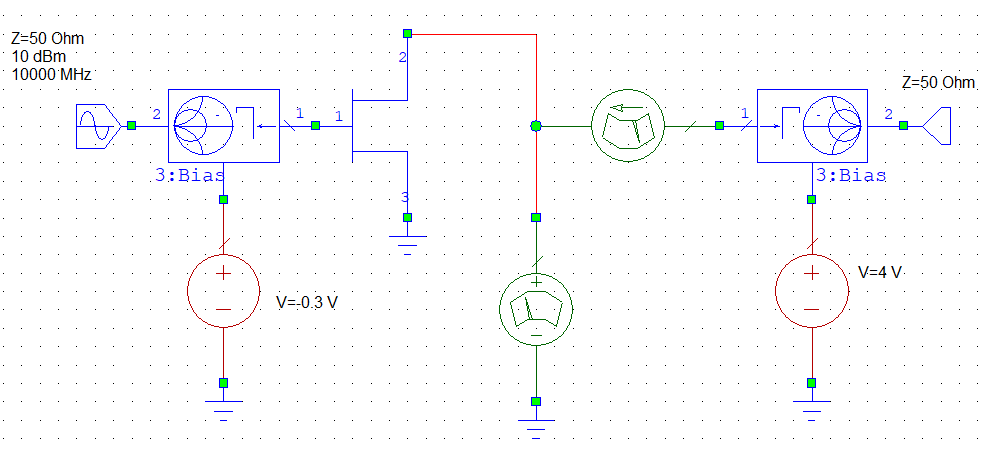 Z=50 Ohm
10 dBm
10000 MHz
2
1
3:Bias
1
2
3
V=-0.3 V
+
−
+
−
1
2
3:Bias
Z=50 Ohm
+
−
V=4 V